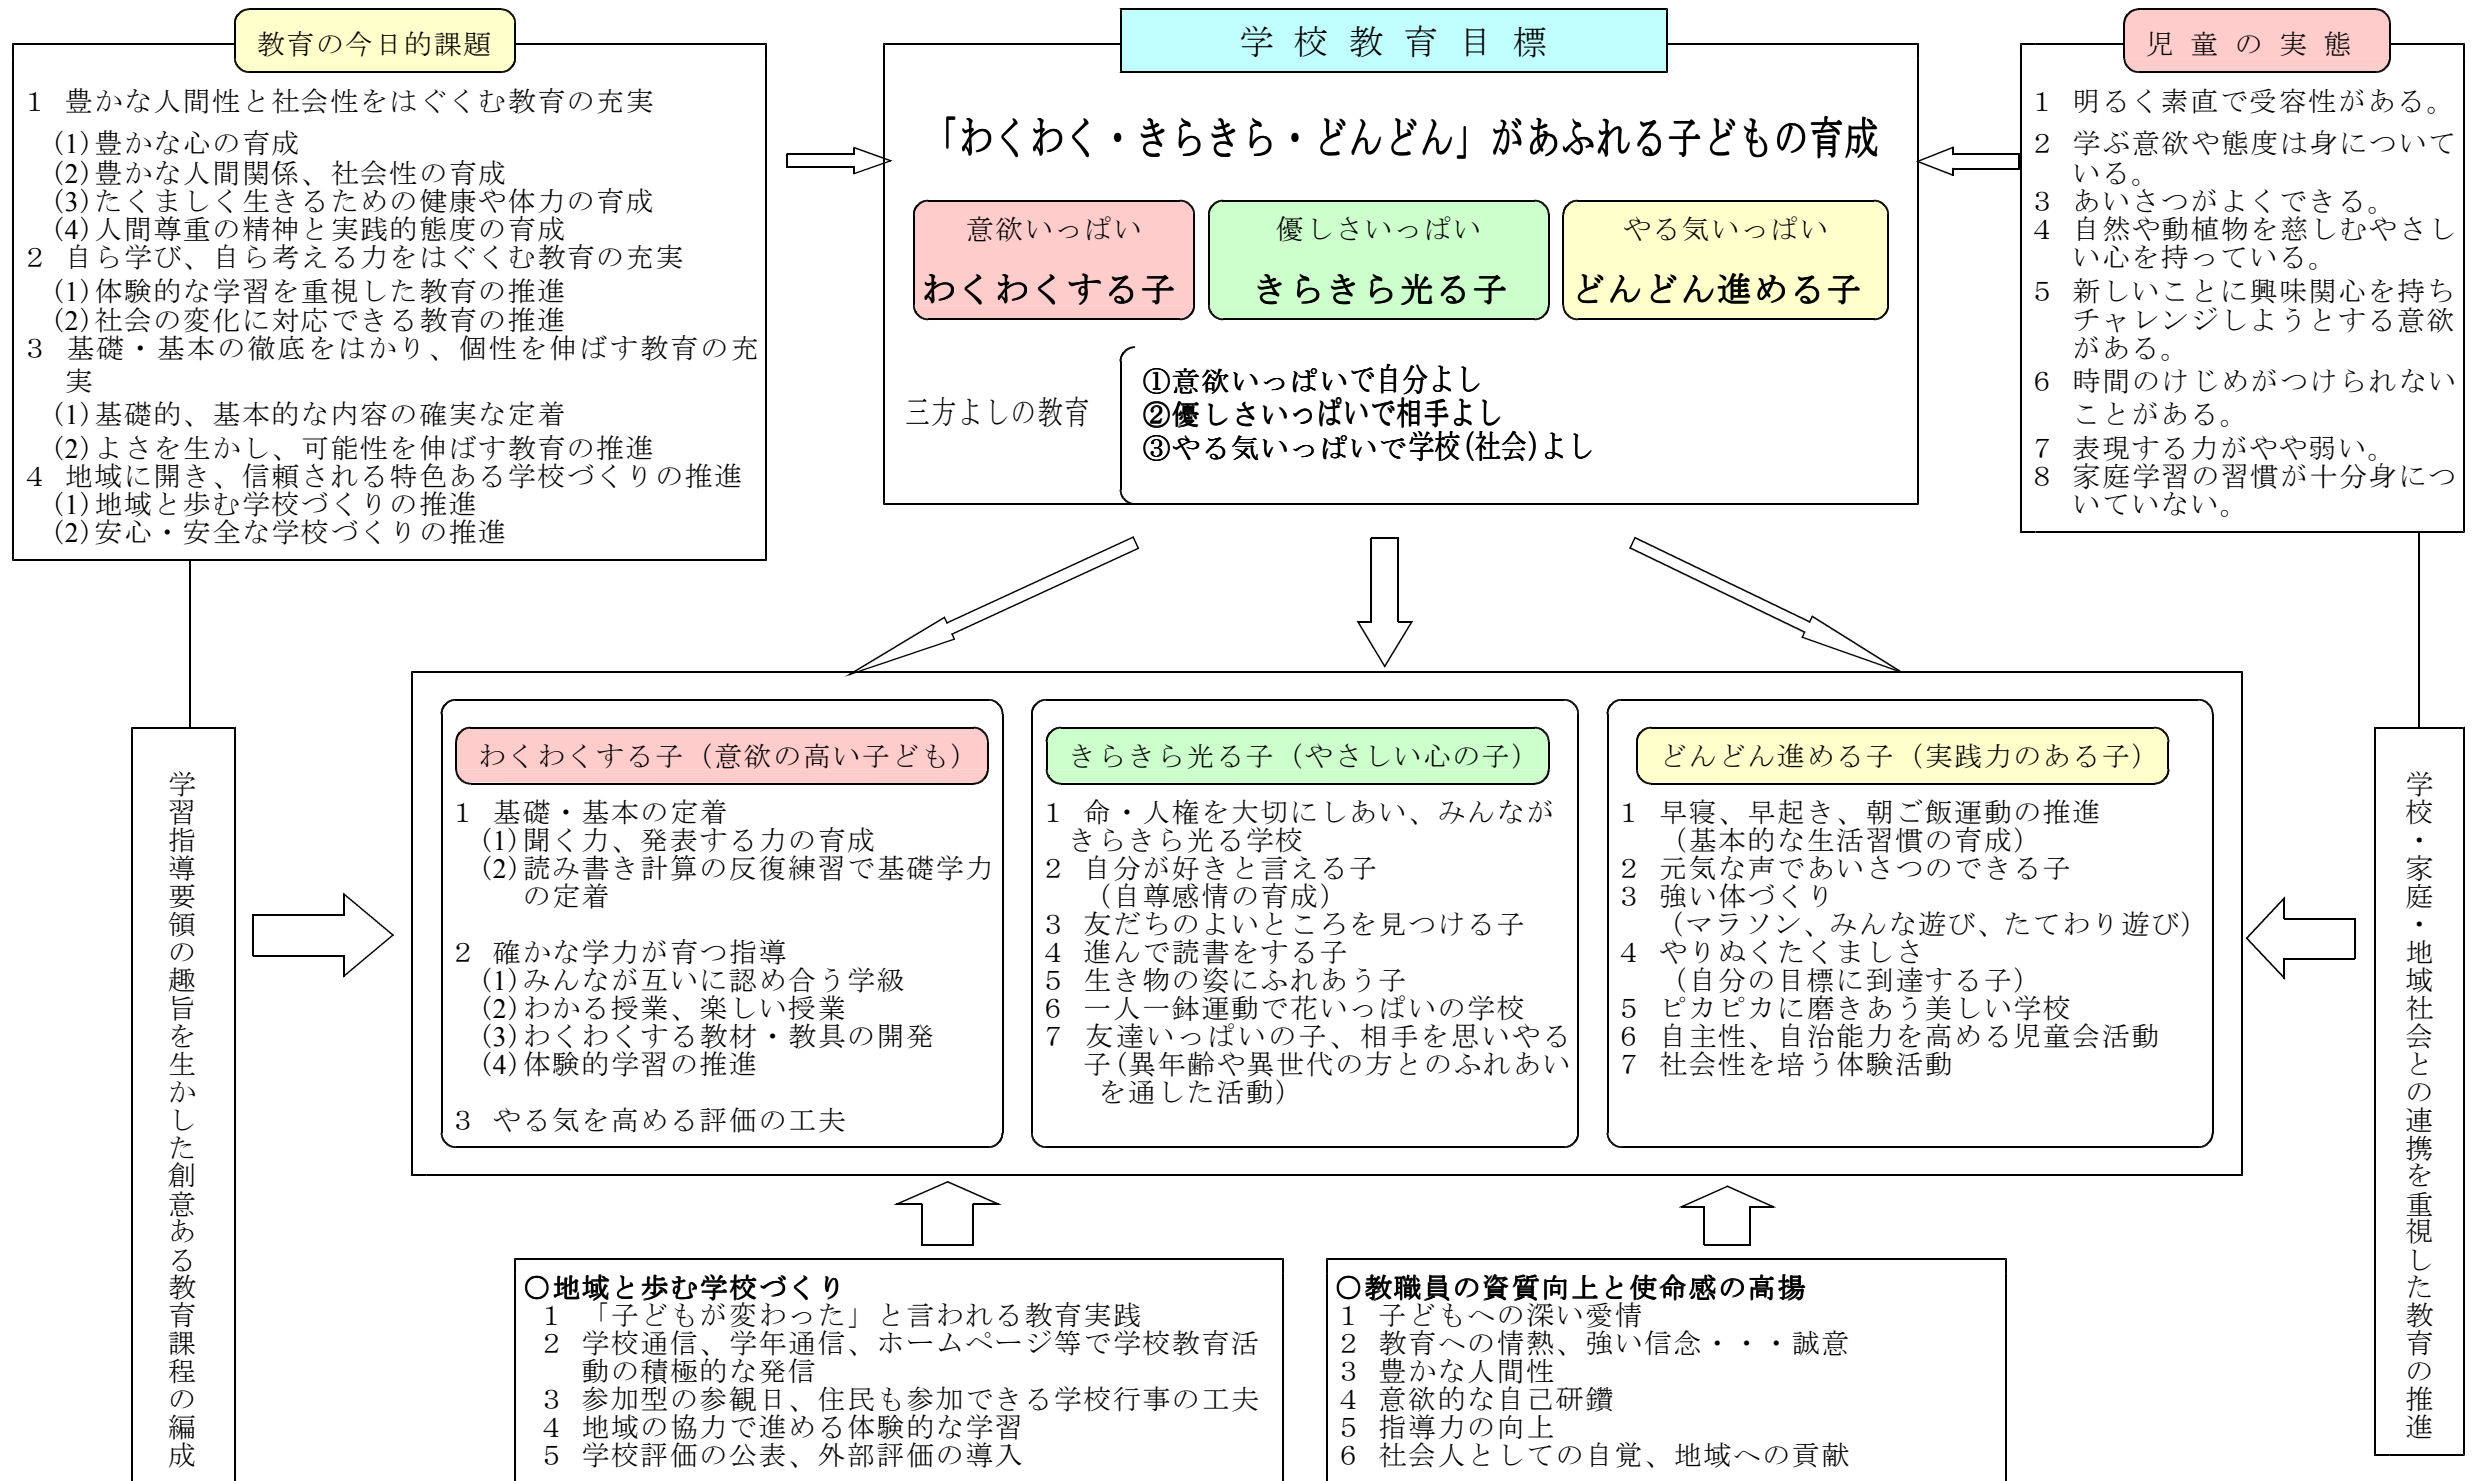 教育の今日的課題
１ 豊かな人間性と社会性をはぐくむ教育の充実
(1)豊かな心の育成
(2)豊かな人間関係、社会性の育成
(3)たくましく生きるための健康や体力の育成
(4)人間尊重の精神と実践的態度の育成
２ 自ら学び、自ら考える力をはぐくむ教育の充実
(1)体験的な学習を重視した教育の推進
(2)社会の変化に対応できる教育の推進
３ 基礎・基本の徹底をはかり、個性を伸ばす教育の充
実
(1)基礎的、基本的な内容の確実な定着
(2)よさを生かし、可能性を伸ばす教育の推進
４ 地域に開き、信頼される特色ある学校づくりの推進
(1)地域と歩む学校づくりの推進
(2)安心・安全な学校づくりの推進
学校教育目標
「わくわく・きらきら・どんどん」があふれる子どもの育成
意欲いっぱい
わくわくする子
優しさいっぱい
きらきら光る子
やる気いっぱい
どんどん進める子
三方よしの教育
①意欲いっぱいで自分よし
②優しさいっぱいで相手よし
③やる気いっぱいで学校(社会)よし
児童の実態
１ 明るく素直で受容性がある。
２ 学ぶ意欲や態度は身について
いる。
３ あいさつがよくできる。
４ 自然や動植物を慈しむやさし
い心を持っている。
５ 新しいことに興味関心を持ち
チャレンジしようとする意欲
がある。
６ 時間のけじめがつけられない
ことがある。
７ 表現する力がやや弱い。
８ 家庭学習の習慣が十分身につ
いていない。
学習指導要領の趣旨を生かした創意ある教育課程の編成
わくわくする子（意欲の高い子ども）
１ 基礎・基本の定着
(1)聞く力、発表する力の育成
(2)読み書き計算の反復練習で基礎学力
の定着
２ 確かな学力が育つ指導
(1)みんなが互いに認め合う学級
(2)わかる授業、楽しい授業
(3)わくわくする教材・教具の開発
(4)体験的学習の推進
３ やる気を高める評価の工夫
きらきら光る子（やさしい心の子）
１ 命・人権を大切にしあい、みんなが
きらきら光る学校
２ 自分が好きと言える子
（自尊感情の育成）
３ 友だちのよいところを見つける子
４ 進んで読書をする子
５ 生き物の姿にふれあう子
６ 一人一鉢運動で花いっぱいの学校
７ 友達いっぱいの子、相手を思いやる
子(異年齢や異世代の方とのふれあい
を通した活動)
どんどん進める子（実践力のある子）
１ 早寝、早起き、朝ご飯運動の推進
（基本的な生活習慣の育成）
２ 元気な声であいさつのできる子
３ 強い体づくり
（マラソン、みんな遊び、たてわり遊び）
４ やりぬくたくましさ
（自分の目標に到達する子）
５ ピカピカに磨きあう美しい学校
６ 自主性、自治能力を高める児童会活動
７ 社会性を培う体験活動
学校・家庭・地域社会との連携を重視した教育の推進
〇地域と歩む学校づくり
１ 「子どもが変わった」と言われる教育実践
２ 学校通信、学年通信、ホームページ等で学校教育活
動の積極的な発信
３ 参加型の参観日、住民も参加できる学校行事の工夫
４ 地域の協力で進める体験的な学習
５ 学校評価の公表、外部評価の導入
〇教職員の資質向上と使命感の高揚
１ 子どもへの深い愛情
２ 教育への情熱、強い信念・・・誠意
３ 豊かな人間性
４ 意欲的な自己研鑽
５ 指導力の向上
６ 社会人としての自覚、地域への貢献